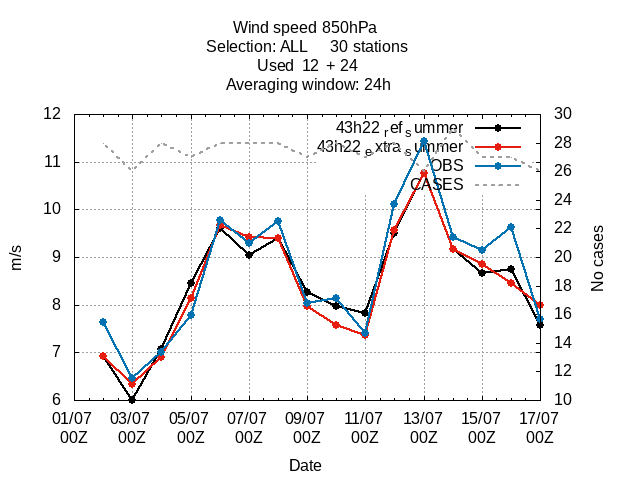 Wind speed 850hPa
Selection: ALL 30 stations
Used 12 + 24
Averaging window: 24h
43h22_ref_summer
43h22_extra_summer
OBS
CASES
12
11
10
9
8
7
6
m/s
30
28
26
24
22
20
18
16
14
12
10
No cases
01/07 03/07 05/07 07/07 09/07 11/07 13/07 15/07 17/07
00Z 00Z 00Z 00Z 00Z 00Z 00Z 00Z 00Z
Date